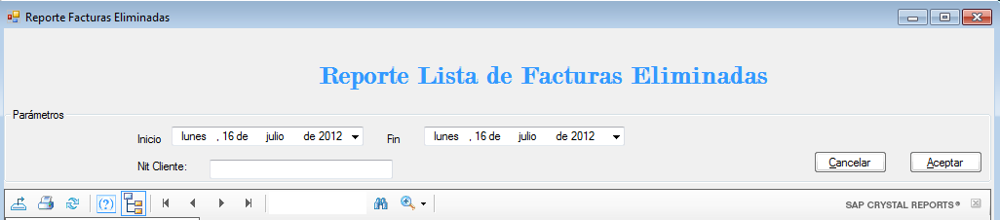 Reporte Facturas Eliminadas
Reporte Lista de Facturas Eliminadas
Parámetros
Inicio lunes , 16 de julio de 2012 Fin lunes , 16 de julio de 2012
Nit Cliente: Cancelar Aceptar
(?) SAP CRYSTAL REPORTS®